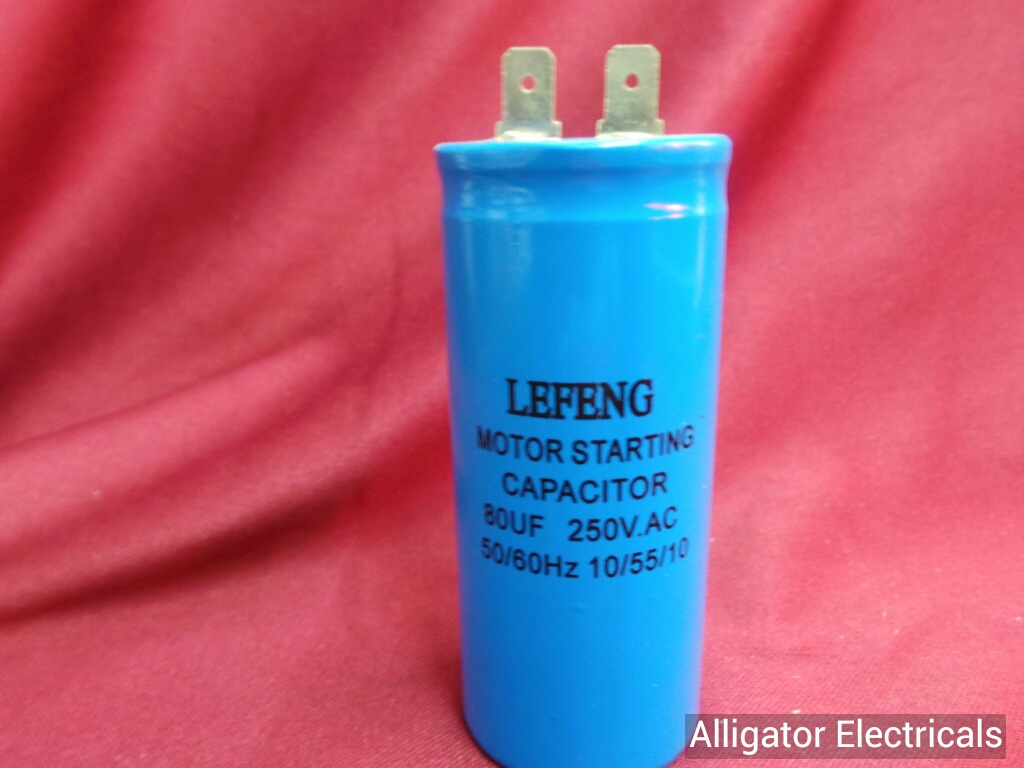 LEFENG
MOTOR STARTING
CAPACITOR
80UF 250V.AC
50/60Hz 10/55/10
Alligator Electricals